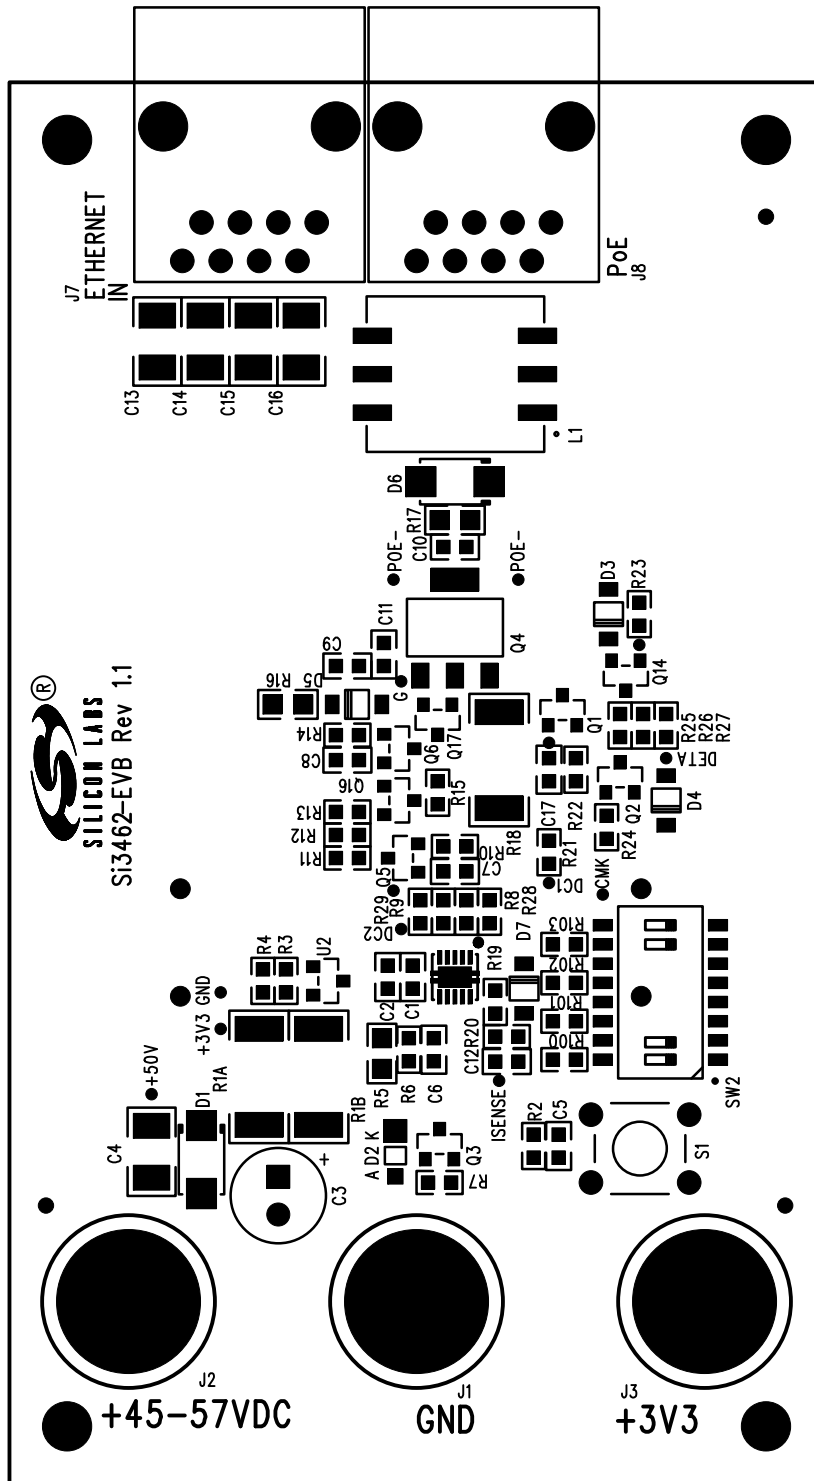 J7
ETHERNET
IN
PoE
J8
C13
C14
C15
C16
L1
D6
R17
C10
POE-
POE-
D3
R23
C11
C9
Q4
Q14
R16
D5
G
R14
C8
Q6
Q17
Q1
R25
R26
R27
DETA
®
SILICON LABS
Si3462-EVB Rev 1.1
Q16
R15
R13
R12
R11
R18
C17
R22
R21
Q2
R24
D4
Q5
R10
C7
DC1
CMK
R29
R9
R8
R28
DC2
D7
R103
R102
R101
R100
R4
R3
U2
R19
+3V3
GND
C2
C1
R20
C12
R5
R6
C6
ISENSE
SW2
+50V
D1
R1A
R1B
C4
+
C3
A D2 K
Q3
R7
R2
C5
S1
J2
+45-57VDC
J1
GND
J3
+3V3